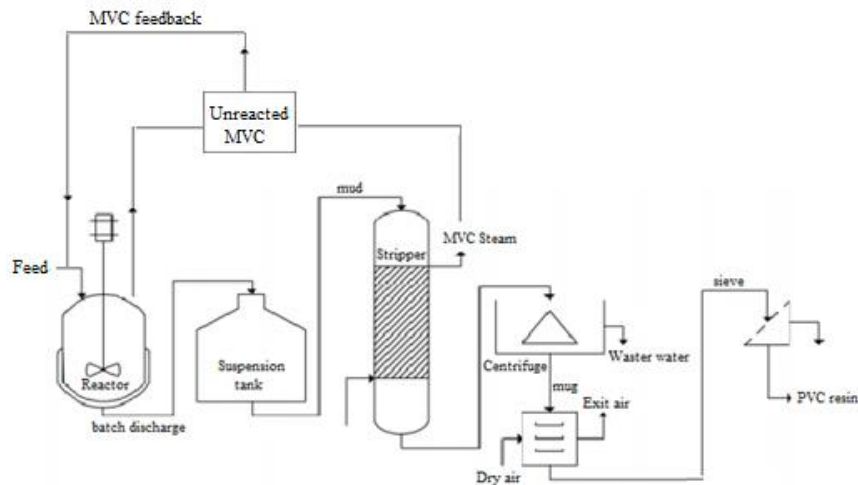 MVC feedback
Unreacted
MVC
mud
MVC Steam
Stripper
Feed
sieve
Reactor
Suspension
tank
Centrifuge
Waster water
mug
Exit air
batch discharge
Dry air
PVC resin